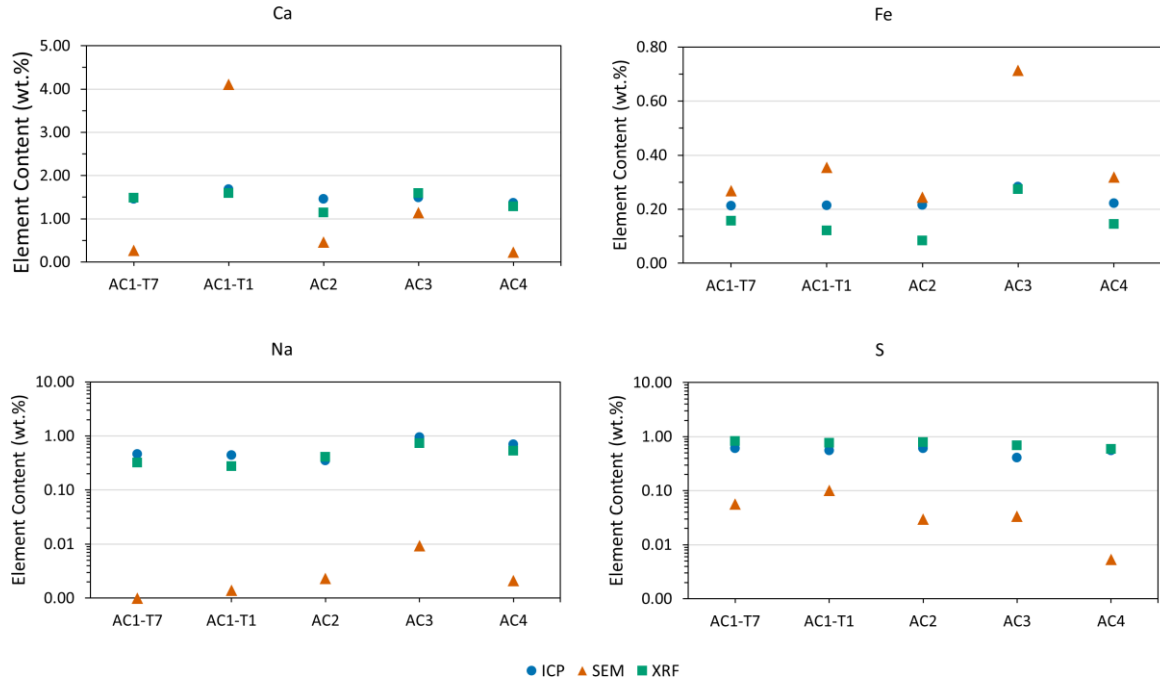 Ca
Element Content (wt.%)
5.00
4.00
3.00
2.00
1.00
0.00
AC1-T7 AC1-T1 AC2 AC3 AC4
Fe
Element Content (wt.%)
0.80
0.60
0.40
0.20
0.00
AC1-T7 AC1-T1 AC2 AC3 AC4
Na
Element Content (wt.%)
10.00
1.00
0.10
0.01
0.00
AC1-T7 AC1-T1 AC2 AC3 AC4
S
Element Content (wt.%)
10.00
1.00
0.10
0.01
0.00
AC1-T7 AC1-T1 AC2 AC3 AC4
ICP SEM XRF